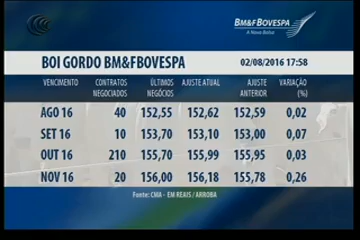 BM&FBOVESPA
A Nova Bolsa
BOI GORDO BM&FBOVESPA 02/08/2016 17:58
VENCIMENTO CONTRATOS NEGOCIADOS ÚLTIMOS NEGÓCIOS AJUSTE ATUAL AJUSTE ANTERIOR VARIAÇÃO (%)
AGO 16 40 152,55 152,62 152,59 0,02
SET 16 10 153,70 153,10 153,00 0,07
OUT 16 210 155,70 155,99 155,95 0,03
NOV 16 20 156,00 156,18 155,78 0,26
Fonte: CMA - EM REAIS / ARROBA